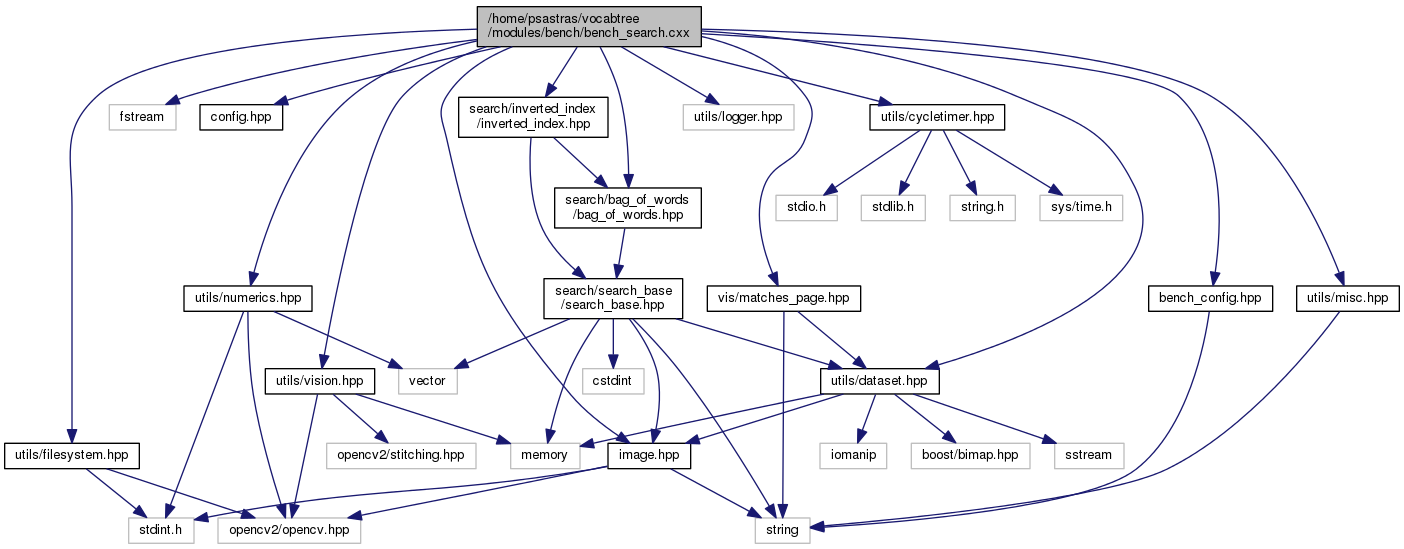 /home/psastras/vocabtree
/modules/bench/bench_search.cxx
fstream
config.hpp
search/inverted_index
/inverted_index.hpp
utils/logger.hpp
utils/cycletimer.hpp
search/bag_of_words
/bag_of_words.hpp
stdio.h
stdlib.h
string.h
sys/time.h
utils/numerics.hpp
search/search_base
/search_base.hpp
vis/matches_page.hpp
bench_config.hpp
utils/misc.hpp
utils/vision.hpp
vector
cstdint
utils/dataset.hpp
utils/filesystem.hpp
opencv2/stitching.hpp
memory
image.hpp
iomanip
boost/bimap.hpp
sstream
stdint.h
opencv2/opencv.hpp
string